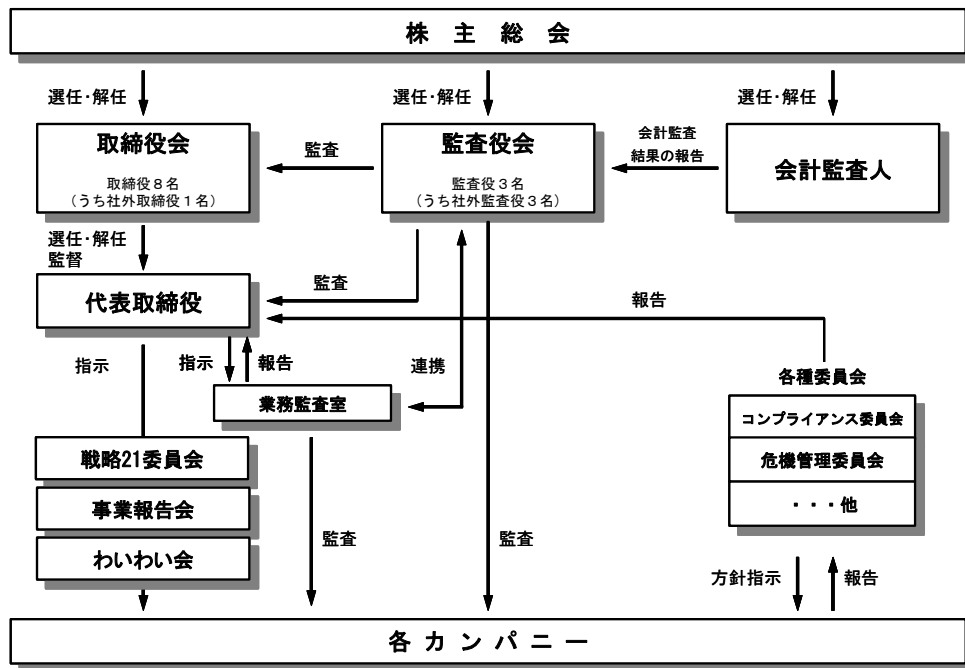 株 主 総 会
選任・解任
選任・解任
選任・解任
取締役会
取締役８名
（うち社外取締役１名）
監査
監査役会
監査役３名
（うち社外監査役３名）
会計監査
結果の報告
会計監査人
選任・解任
監督
代表取締役
監査
報告
指示
指示
報告
連携
業務監査室
各種委員会
コンプライアンス委員会
危機管理委員会
・・・他
戦略21委員会
事業報告会
わいわい会
監査
監査
方針指示
報告
各 カ ン パ ニ ー